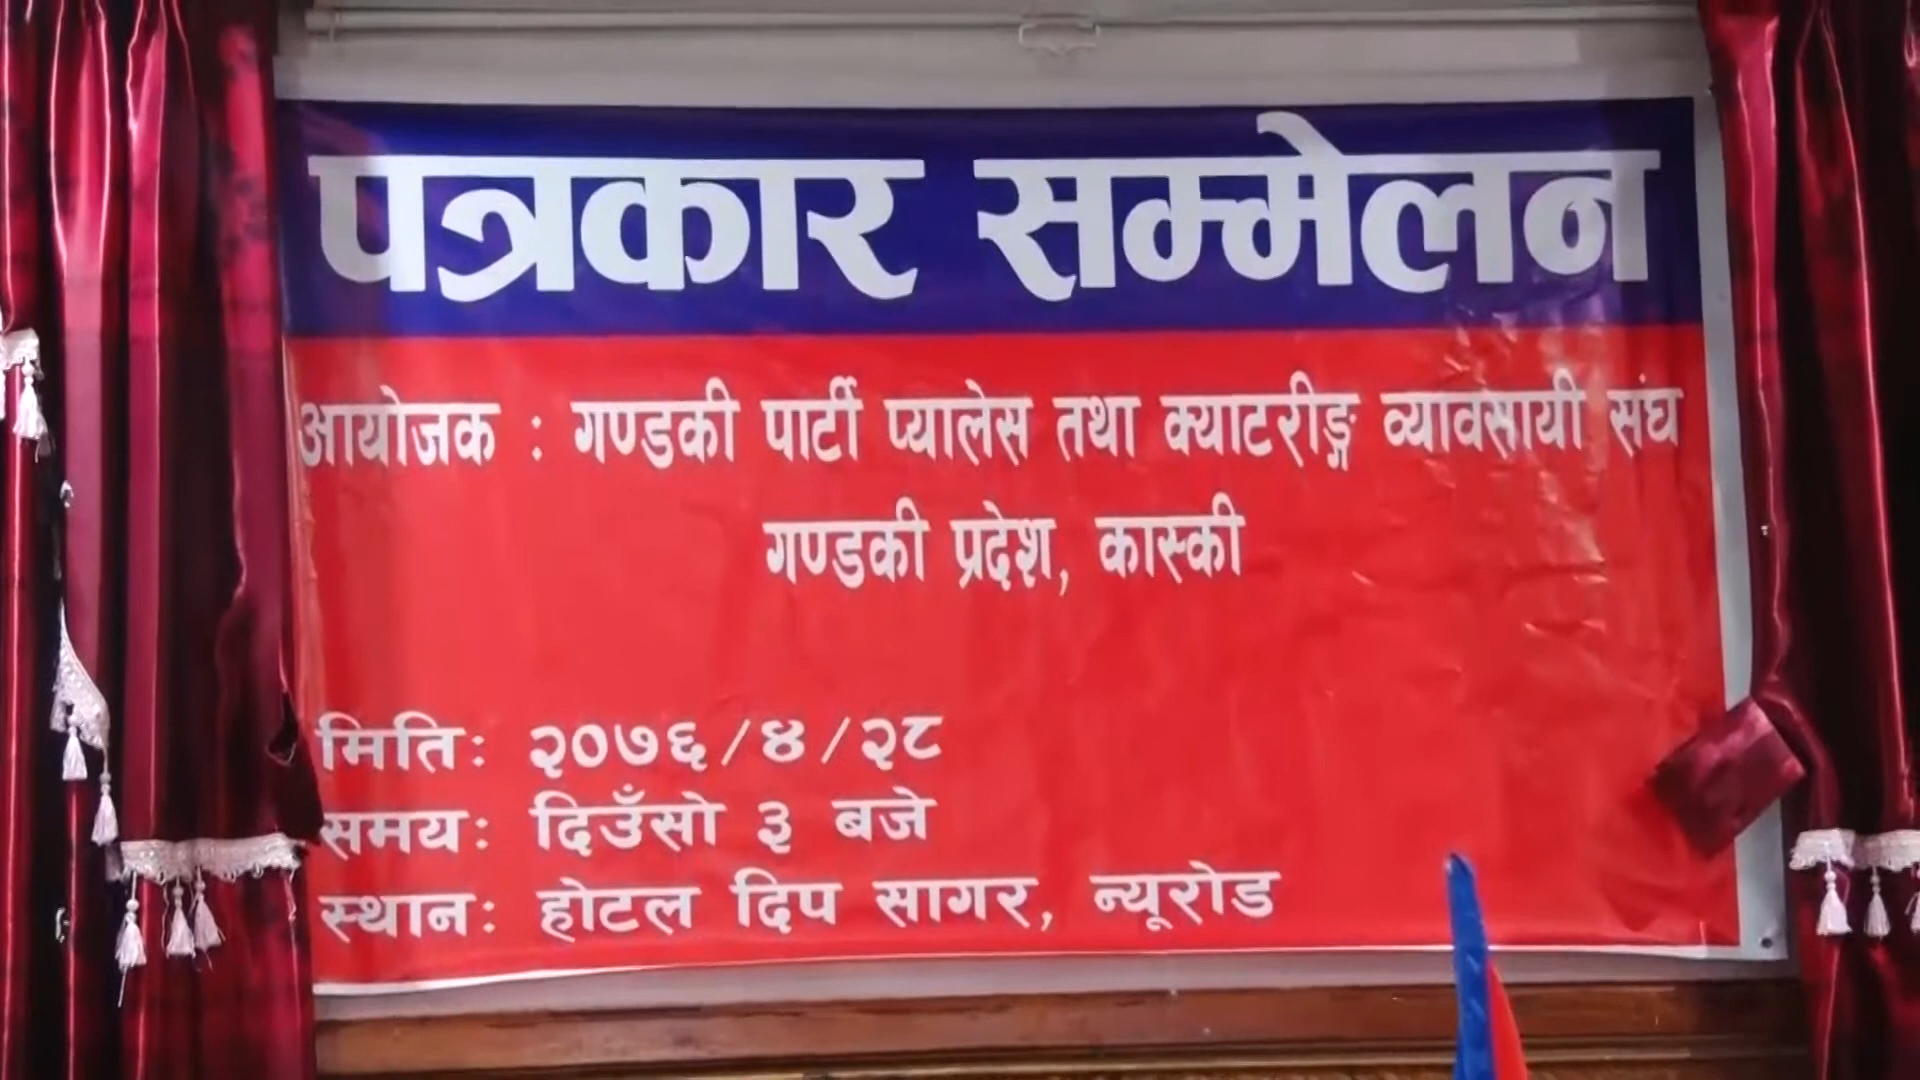 पत्रकार सम्मेलन
आयोजक : गण्डकी पार्टी प्यालेस तथा क्याटरीङ्ग व्यावसायी संघ
गण्डकी प्रदेश, कास्की
मितिः २०७६/४/२८
समयः दिउँसो ३ बजे
स्थानः होटल दिप सागर, न्यूरोड